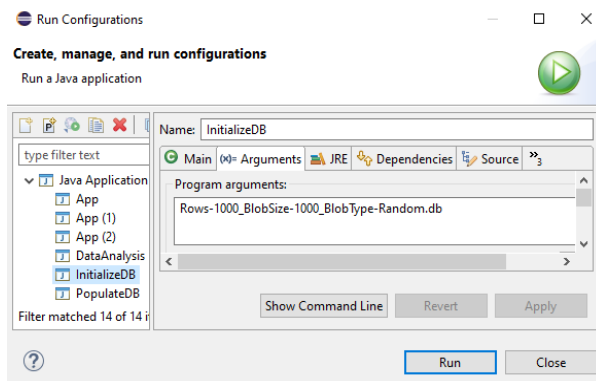 Run Configurations
Create, manage, and run configurations
Run a Java application
Name: InitializeDB
type filter text
Main (x)= Arguments JRE Dependencies Source »3
Java Application
Program arguments:
App
Rows-1000_BlobSize-1000_BlobType-Random.db
App (1)
App (2)
DataAnalysis
InitializeDB
PopulateDB
Show Command Line Revert Apply
Filter matched 14 of 14 i
Run Close